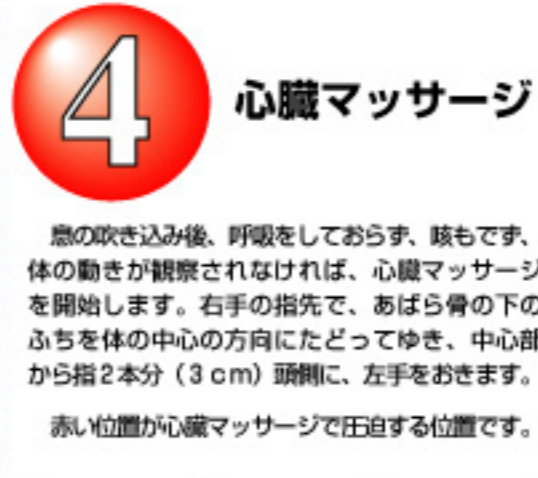 4
心臓マッサージ
息の吹き込み後、呼吸をしておらず、咳もでず、
体の動きが観察されなければ、心臓マッサージ
を開始します。右手の指先で、あばら骨の下の
ふちを体の中心の方向にたどってゆき、中心部
から指2本分（3cm）頭側に、左手をおきます。
赤い位置が心臓マッサージで圧迫する位置です。